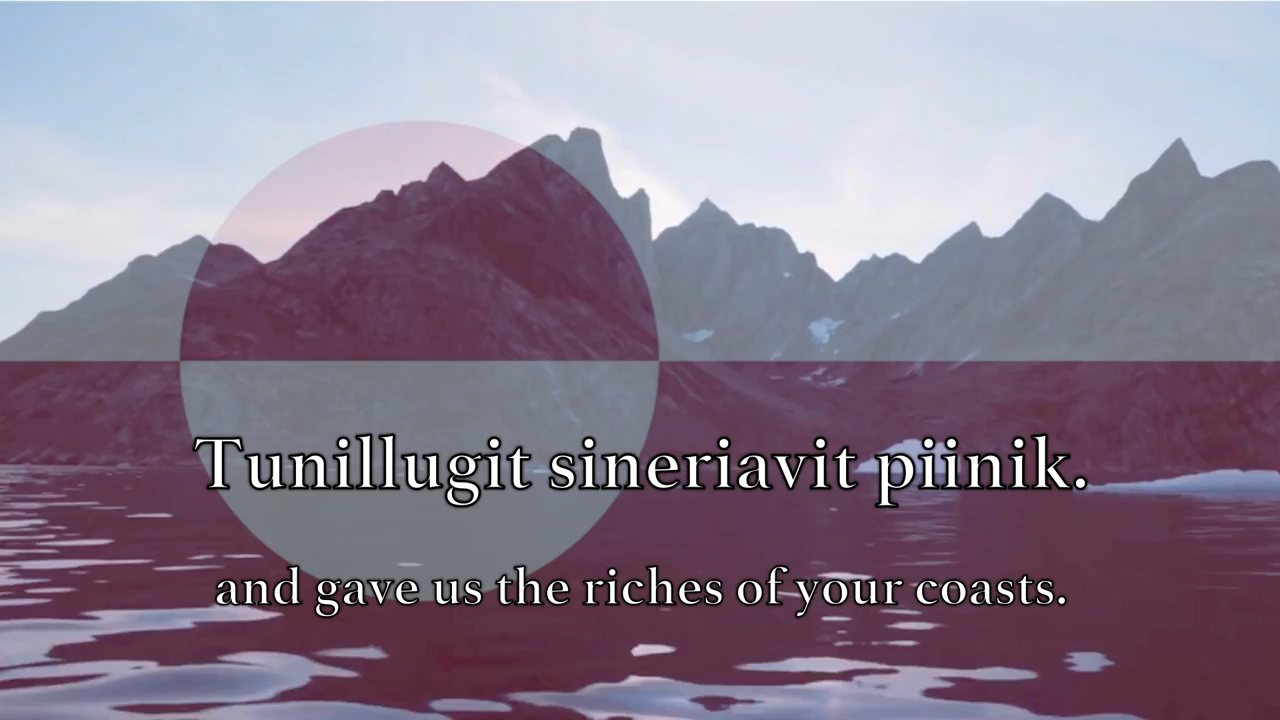 Tunillugit sineriavit piinik.
and gave us the riches of your coasts.